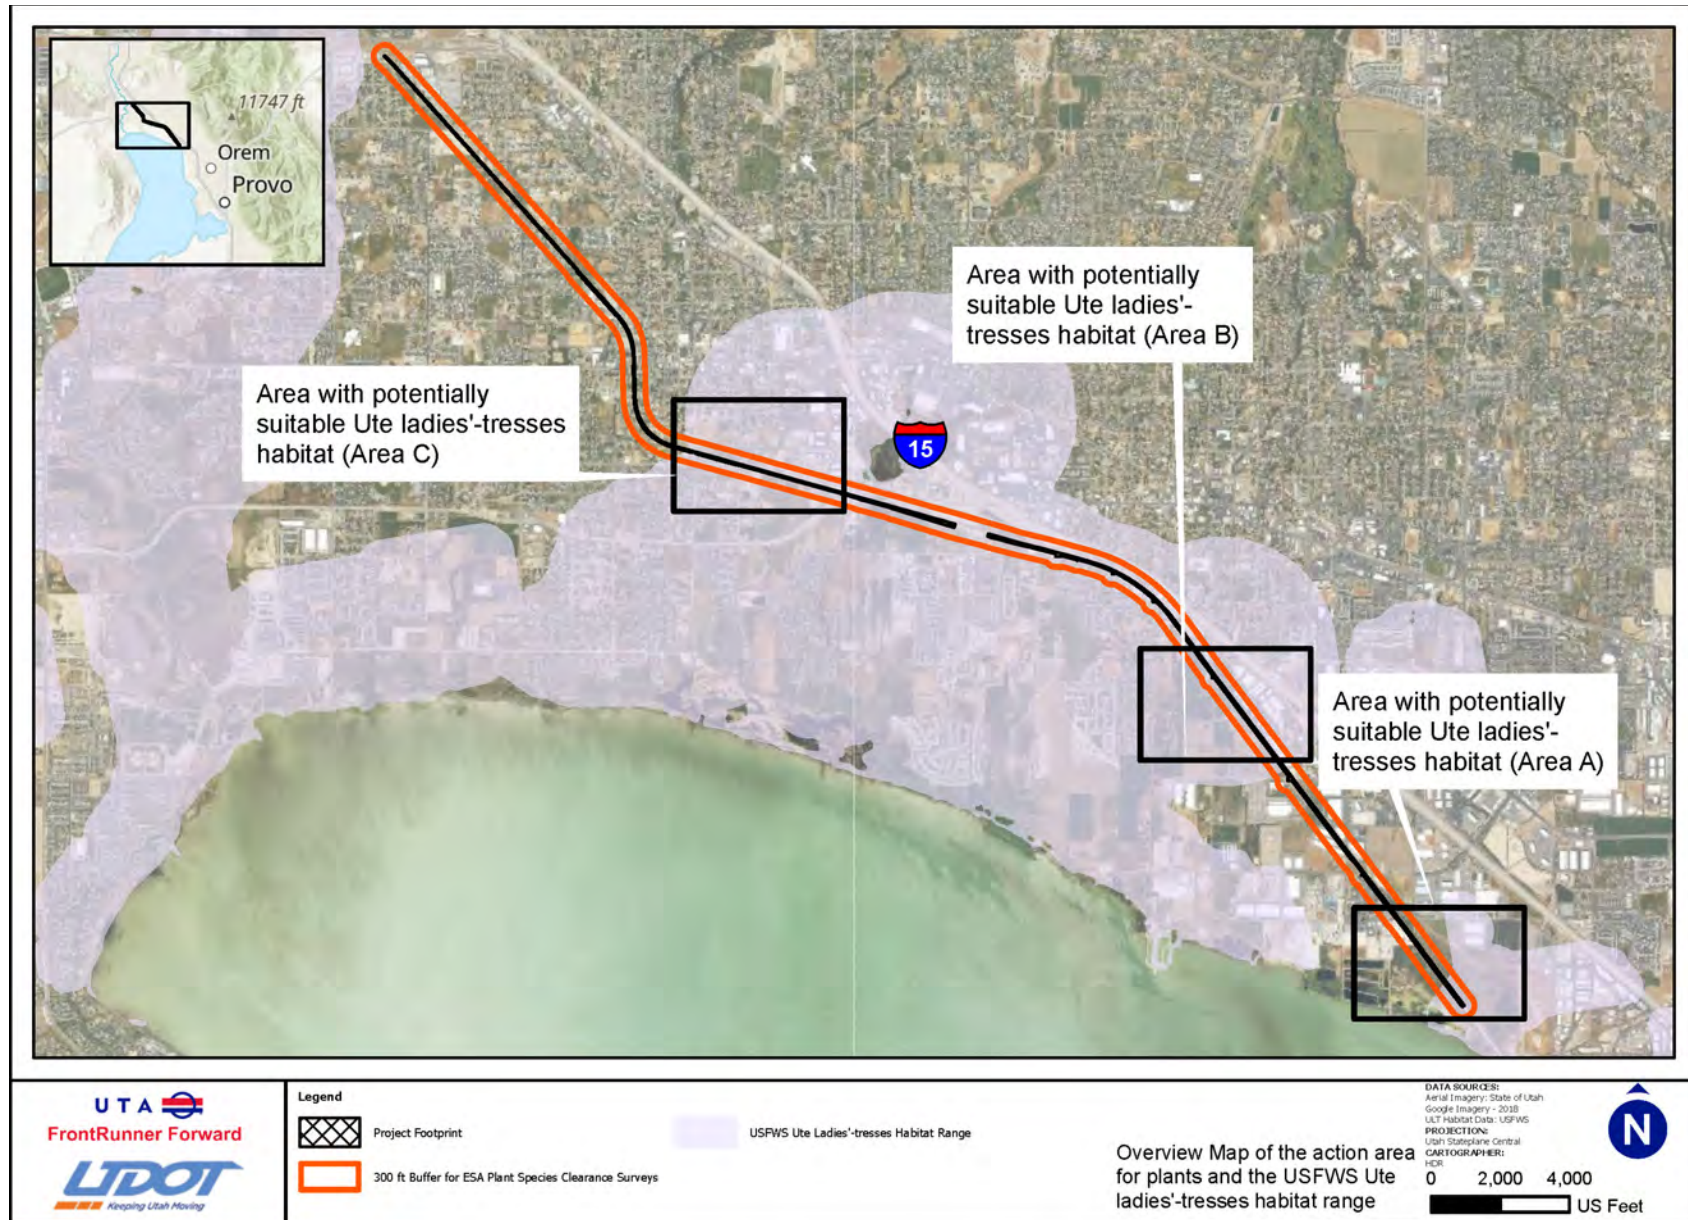 11747 ft
Orem
Provo
Area with potentially
suitable Ute ladies'-
tresses habitat (Area B)
Area with potentially
suitable Ute ladies'-tresses
habitat (Area C)
15
Area with potentially
suitable Ute ladies'-
tresses habitat (Area A)
UTA
FrontRunner Forward
UDOT
Keeping Utah Moving
Legend
Project Footprint
USFWS Ute Ladies'-tresses Habitat Range
300 ft Buffer for ESA Plant Species Clearance Surveys
Overview Map of the action area
for plants and the USFWS Ute
ladies'-tresses habitat range
DATA SOURCES:
Aerial Imagery: State of Utah
Google Imagery - 2018
ULT Habitat Data: USFWS
PROJECTION:
Utah Stateplane Central
CARTOGRAPHER:
HDR
N
0 2,000 4,000
US Feet